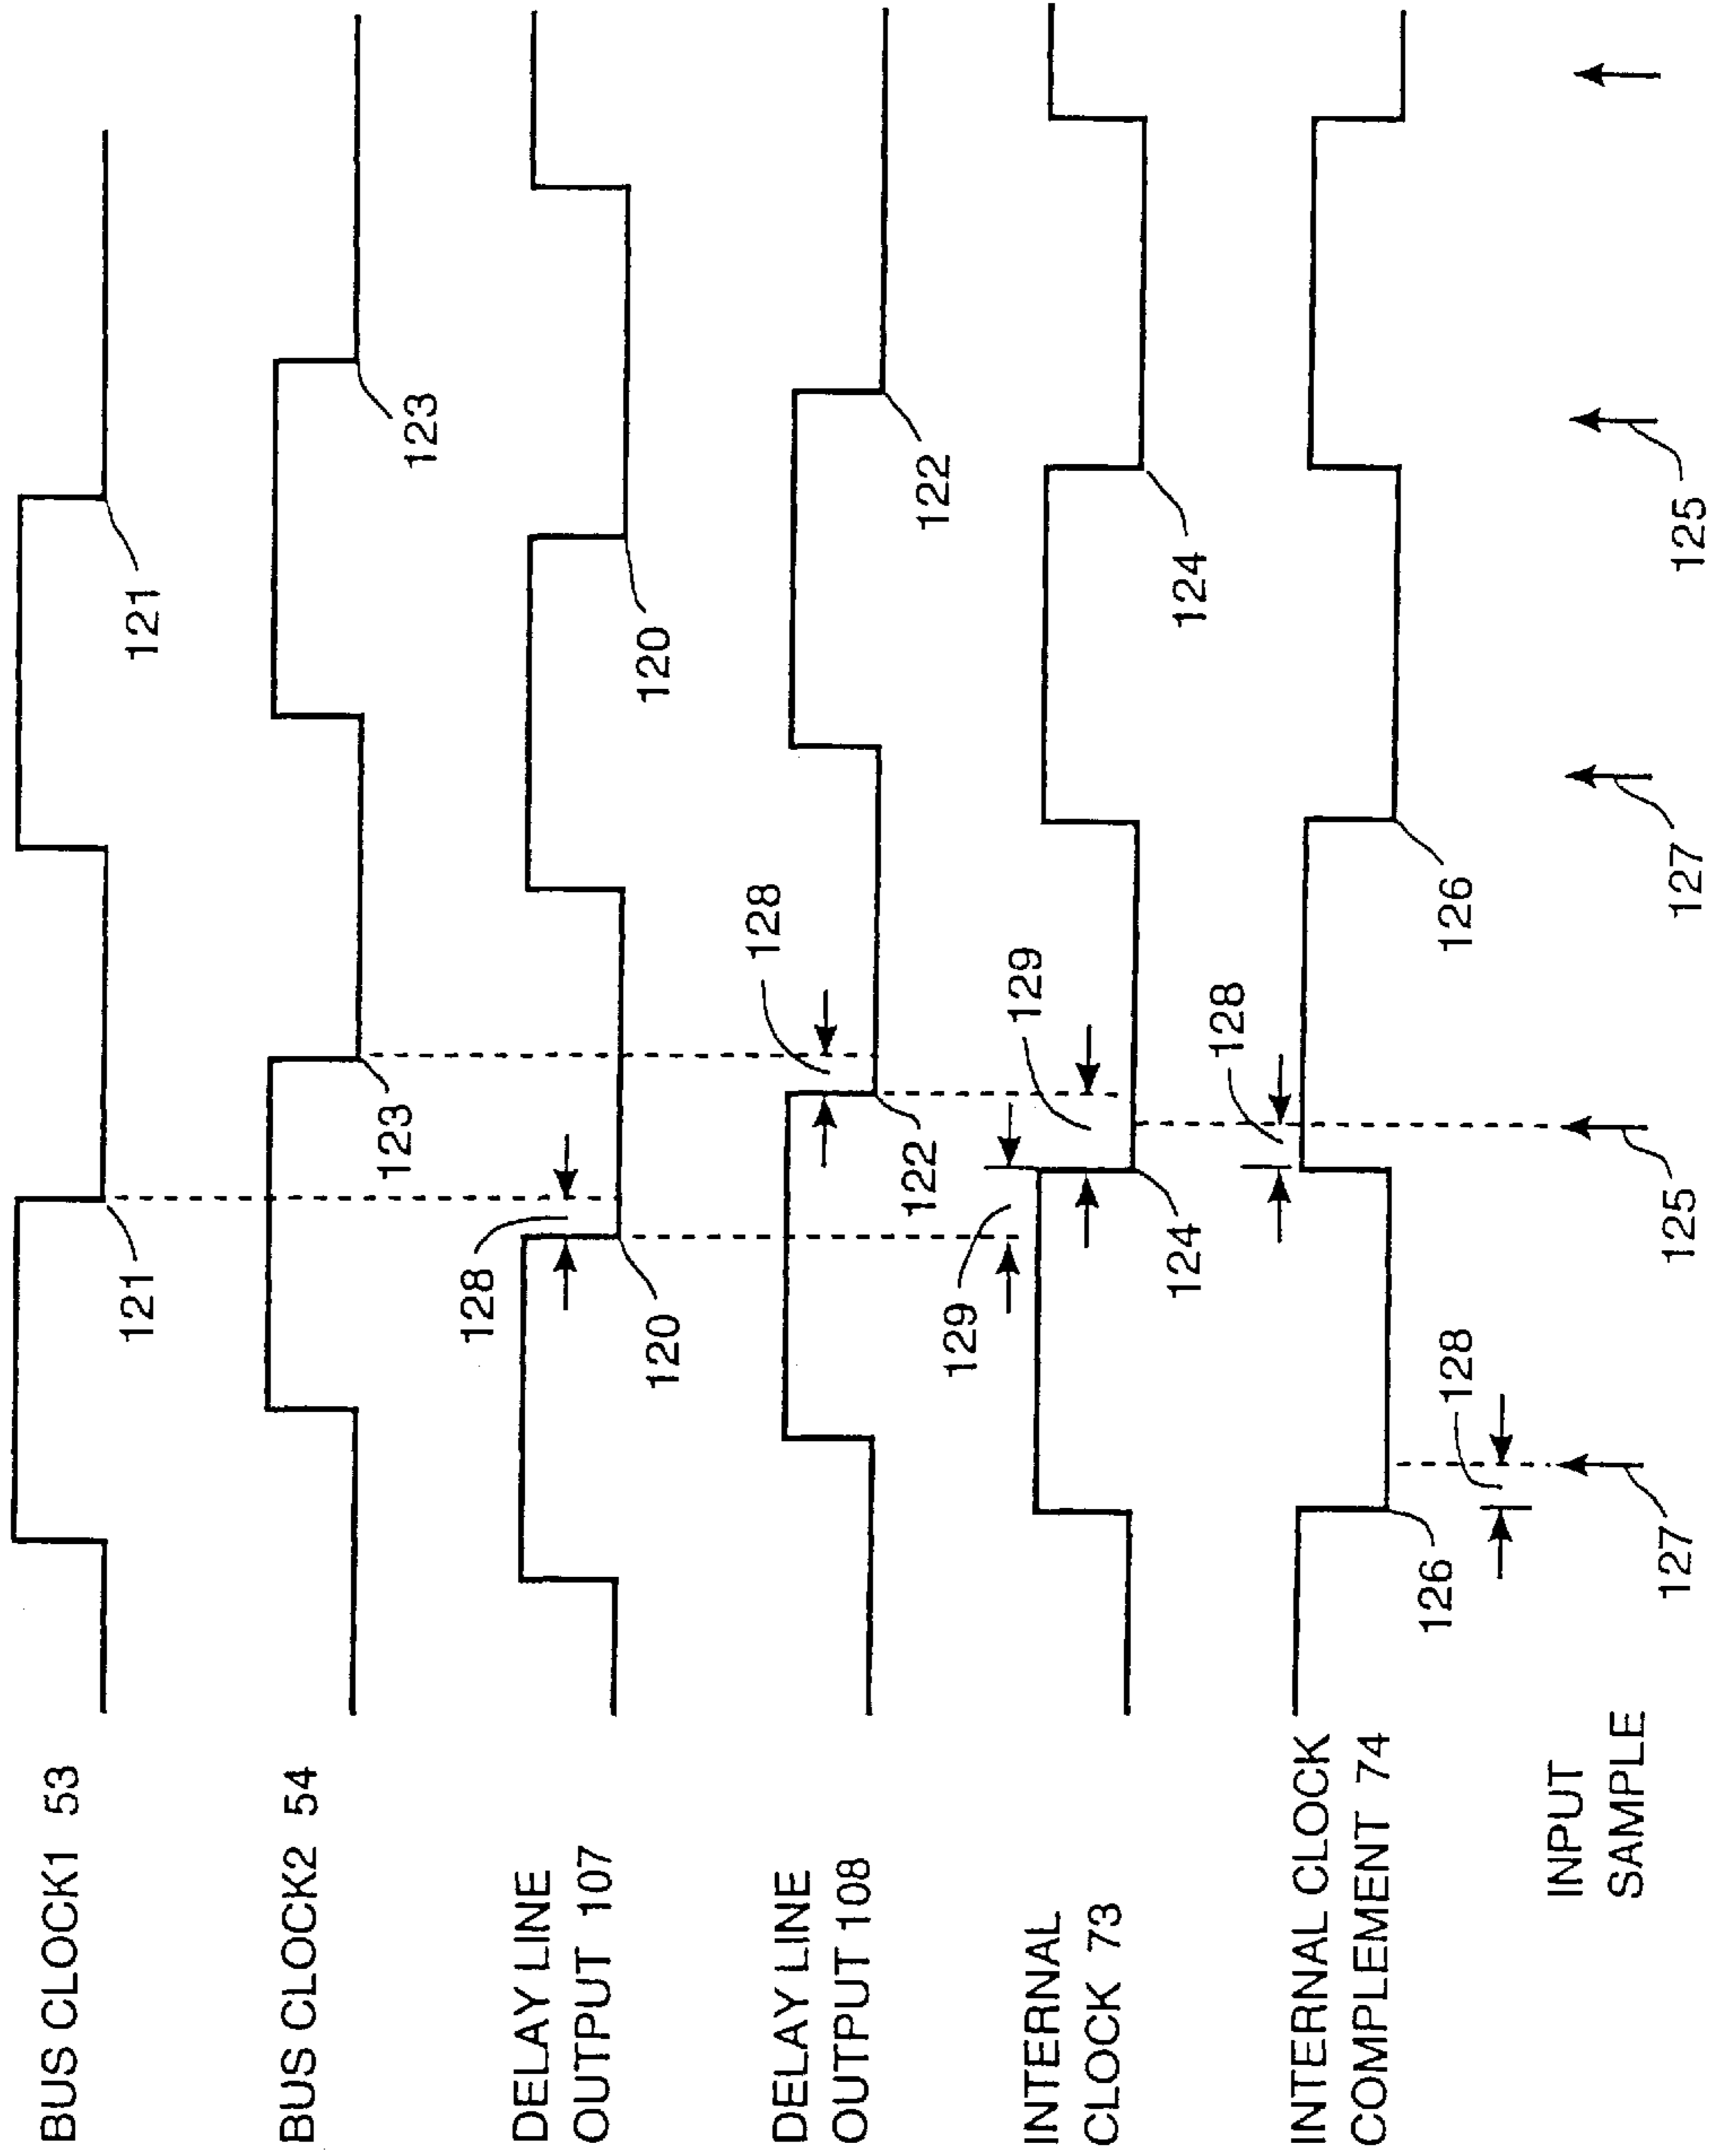 BUS CLOCK1 53
121
121
BUS CLOCK2 54
123
123
DELAY LINE
OUTPUT 107
128
120
120
DELAY LINE
OUTPUT 108
128
122
122
INTERNAL
CLOCK 73
129
129
124
124
INTERNAL CLOCK
COMPLEMENT 74
128
126
126
INPUT
SAMPLE
128
127
125
127
125